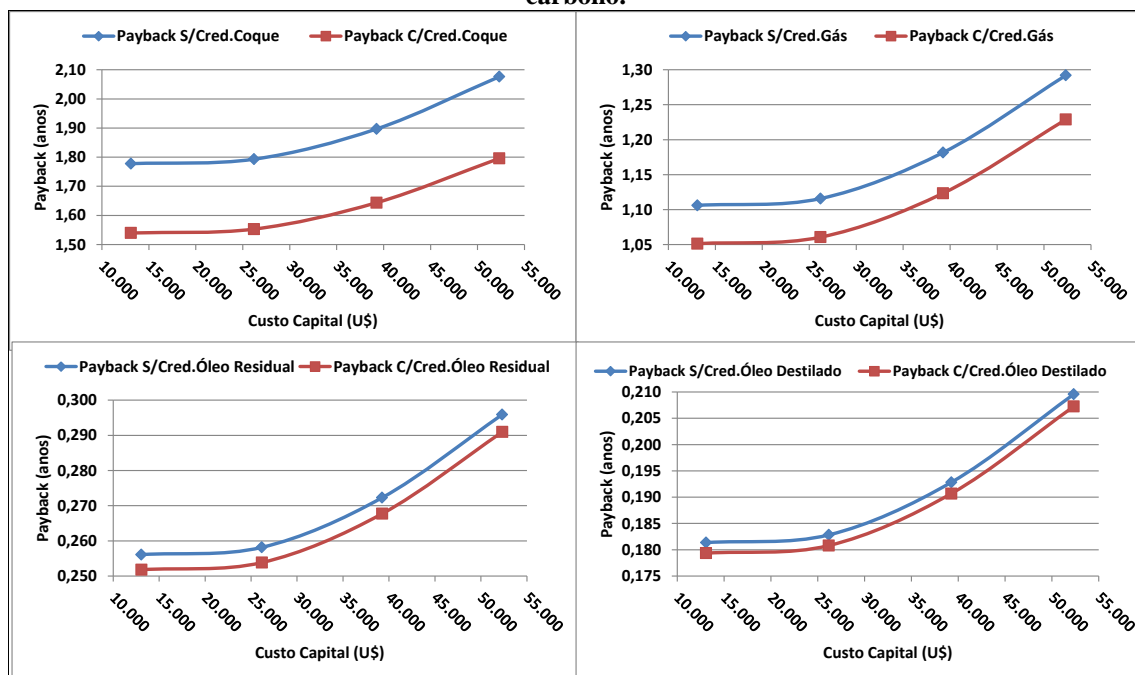 carbono.
Payback S/Cred.Coque Payback C/Cred.Coque
2,10
2,00
1,90
1,80
1,70
1,60
1,50
Payback (anos)
10.000 15.000 20.000 25.000 30.000 35.000 40.000 45.000 50.000 55.000
Custo Capital (U$)
Payback S/Cred.Gás Payback C/Cred.Gás
1,30
1,25
1,20
1,15
1,10
1,05
Payback (anos)
10.000 15.000 20.000 25.000 30.000 35.000 40.000 45.000 50.000 55.000
Custo Capital (U$)
Payback S/Cred.Óleo Residual Payback C/Cred.Óleo Residual
0,300
0,290
0,280
0,270
0,260
0,250
Payback (anos)
10.000 15.000 20.000 25.000 30.000 35.000 40.000 45.000 50.000 55.000
Custo Capital (U$)
Payback S/Cred.Óleo Destilado Payback C/Cred.Óleo Destilado
0,210
0,205
0,200
0,195
0,190
0,185
0,180
0,175
Payback (anos)
10.000 15.000 20.000 25.000 30.000 35.000 40.000 45.000 50.000 55.000
Custo Capital (U$)